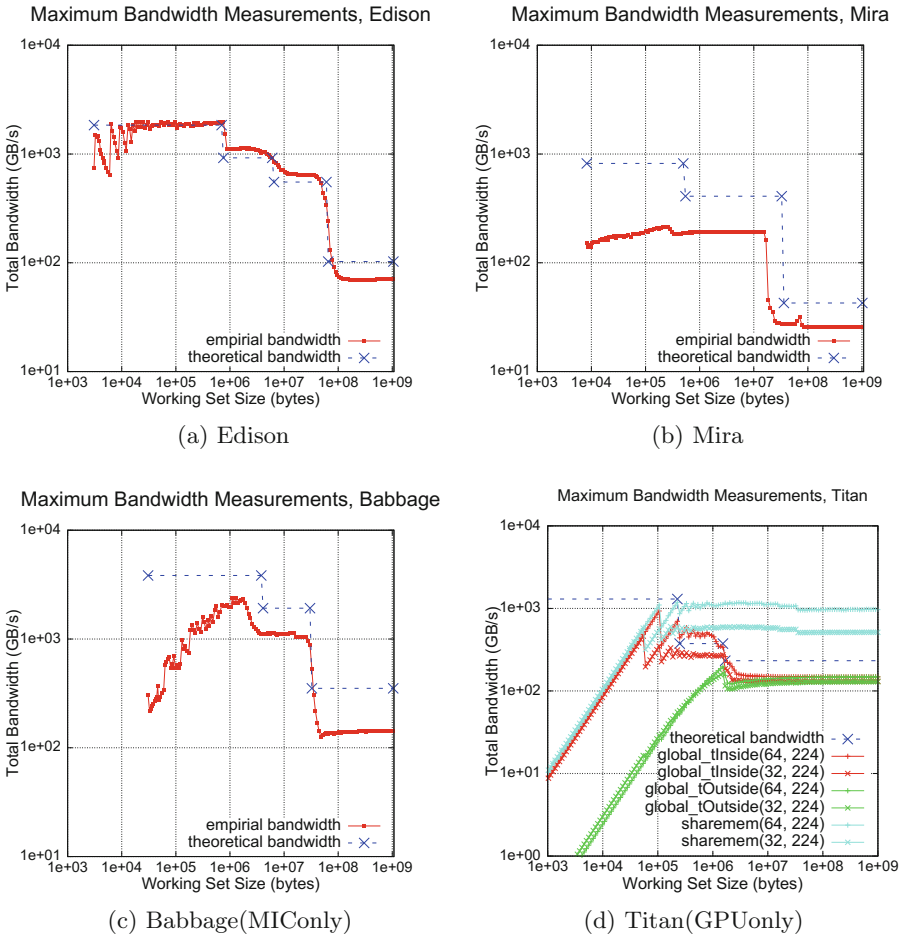 Maximum Bandwidth Measurements, Edison
1e+04
1e+03
1e+02
1e+01
Total Bandwidth (GB/s)
empirial bandwidth
theoretical bandwidth
1e+03 1e+04 1e+05 1e+06 1e+07 1e+08 1e+09
Working Set Size (bytes)
(a) Edison
Maximum Bandwidth Measurements, Mira
1e+04
1e+03
1e+02
1e+01
Total Bandwidth (GB/s)
empirial bandwidth
theoretical bandwidth
1e+03 1e+04 1e+05 1e+06 1e+07 1e+08 1e+09
Working Set Size (bytes)
(b) Mira
Maximum Bandwidth Measurements, Babbage
1e+04
1e+03
1e+02
1e+01
Total Bandwidth (GB/s)
empirial bandwidth
theoretical bandwidth
1e+03 1e+04 1e+05 1e+06 1e+07 1e+08 1e+09
Working Set Size (bytes)
(c) Babbage(MIConly)
Maximum Bandwidth Measurements, Titan
1e+04
1e+03
1e+02
1e+01
1e+00
Total Bandwidth (GB/s)
theoretical bandwidth
global_tInside(64, 224)
global_tInside(32, 224)
global_tOutside(64, 224)
global_tOutside(32, 224)
sharemem(64, 224)
sharemem(32, 224)
1e+03 1e+04 1e+05 1e+06 1e+07 1e+08 1e+09
Working Set Size (bytes)
(d) Titan(GPUonly)